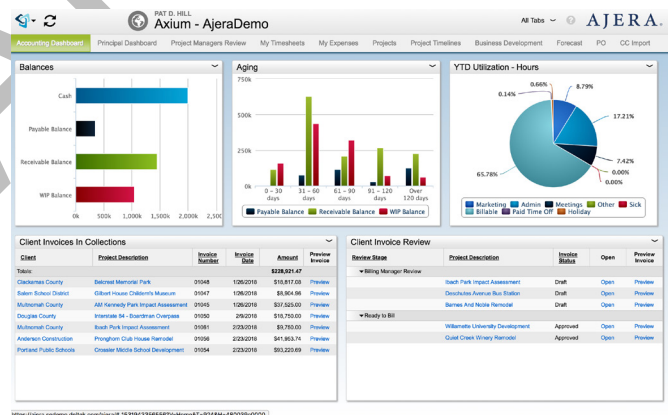 PAT D. HILL
Axium - AjeraDemo
All Tabs
AJERA.
Accounting Dashboard Principal Dashboard Project Managers Review My Timesheets My Expenses Projects Project Timelines Business Development Forecast PO CC Import
Balances
Cash
Payable Balance
Receivable Balance
WIP Balance
0k 500k 1,000k 1,500k 2,000k 2,500
Aging
750k
500k
250k
0k
0 – 30 days 31 – 60 days 61 – 90 days 91 – 120 days Over 120 days
Payable Balance Receivable Balance WIP Balance
YTD Utilization - Hours
0.66%
8.79%
0.14%
17.21%
7.42%
0.00%
0.00%
65.78%
Marketing Admin Meetings Other Sick
Billable Paid Time Off Holiday
Client Invoices In Collections
Client Project Description Invoice Number Invoice Date Amount Preview Invoice
Totals: $228,921.47
Clackamas County Belcrest Memorial Park 01048 1/26/2018 $18,817.08 Preview
Salem School District Gilbert House Children's Museum 01047 1/26/2018 $8,904.96 Preview
Multnomah County AM Kennedy Park Impact Assessment 01045 1/26/2018 $37,525.00 Preview
Douglas County Interstate 84 - Boardman Overpass 01050 2/9/2018 $18,750.00 Preview
Multnomah County Ibach Park Impact Assessment 01061 2/23/2018 $9,750.00 Preview
Anderson Construction Pronghorn Club House Remodel 01056 2/23/2018 $41,953.74 Preview
Portland Public Schools Crossler Middle School Development 01054 2/23/2018 $93,220.69 Preview
Client Invoice Review
Review Stage Project Description Invoice Status Open Preview Invoice
Billing Manager Review
Ibach Park Impact Assessment Draft Open Preview
Deschutes Avenue Bus Station Draft Open Preview
Barnes And Noble Remodel Draft Open Preview
Ready to Bill
Willamette University Development Approved Open Preview
Quiet Creek Winery Remodel Approved Open Preview